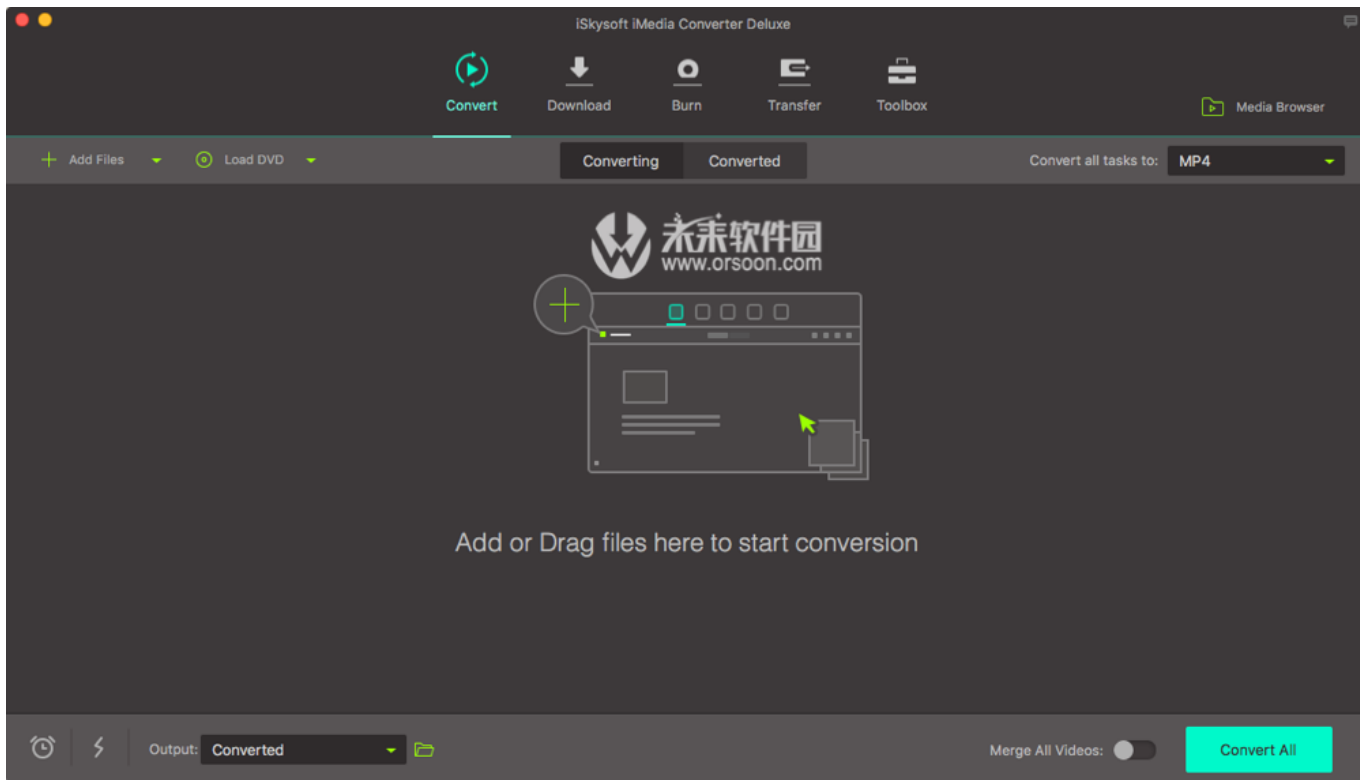 iSkysoft iMedia Converter Deluxe
Convert
Download
Burn
Transfer
Toolbox
Media Browser
Add Files
Load DVD
Converting
Converted
Convert all tasks to:
MP4
未来软件园
www.orsoon.com
Add or Drag files here to start conversion
Output:
Converted
Merge All Videos:
Convert All